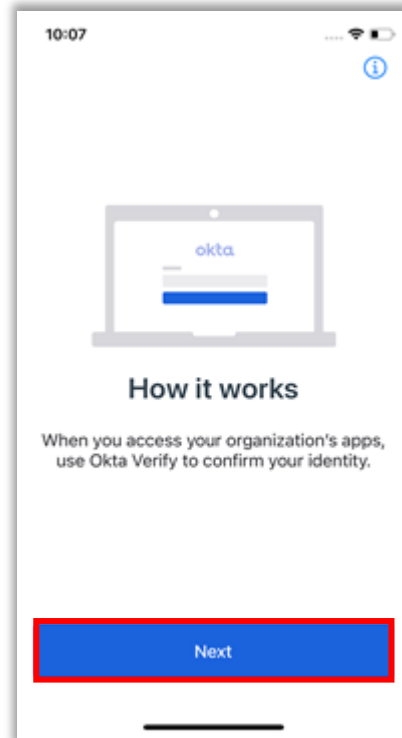 10:07
okta
How it works
When you access your organization's apps,
use Okta Verify to confirm your identity.
Next